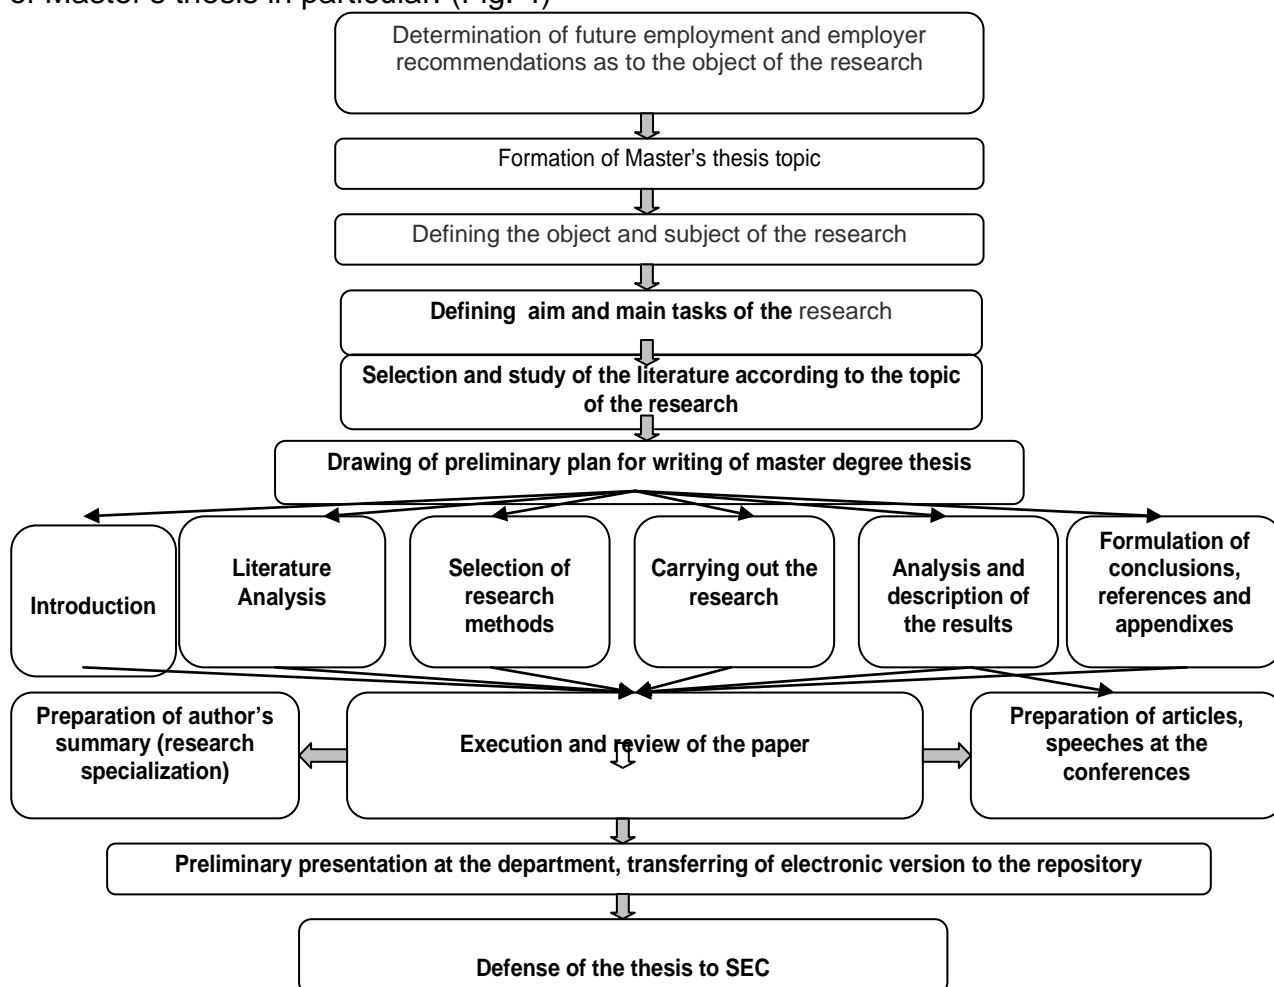 of Master's thesis in particular. (Fig. 4)
Determination of future employment and employer
recommendations as to the object of the research
Formation of Master's thesis topic
Defining the object and subject of the research
Defining aim and main tasks of the research
Selection and study of the literature according to the topic
of the research
Drawing of preliminary plan for writing of master degree thesis
Introduction
Literature
Analysis
Selection of
research
methods
Carrying out the
research
Analysis and
description of
the results
Formulation of
conclusions,
references and
appendixes
Preparation of author's
summary (research
specialization)
Execution and review of the paper
Preparation of articles,
speeches at the
conferences
Preliminary presentation at the department, transferring of electronic version to the repository
Defense of the thesis to SEC